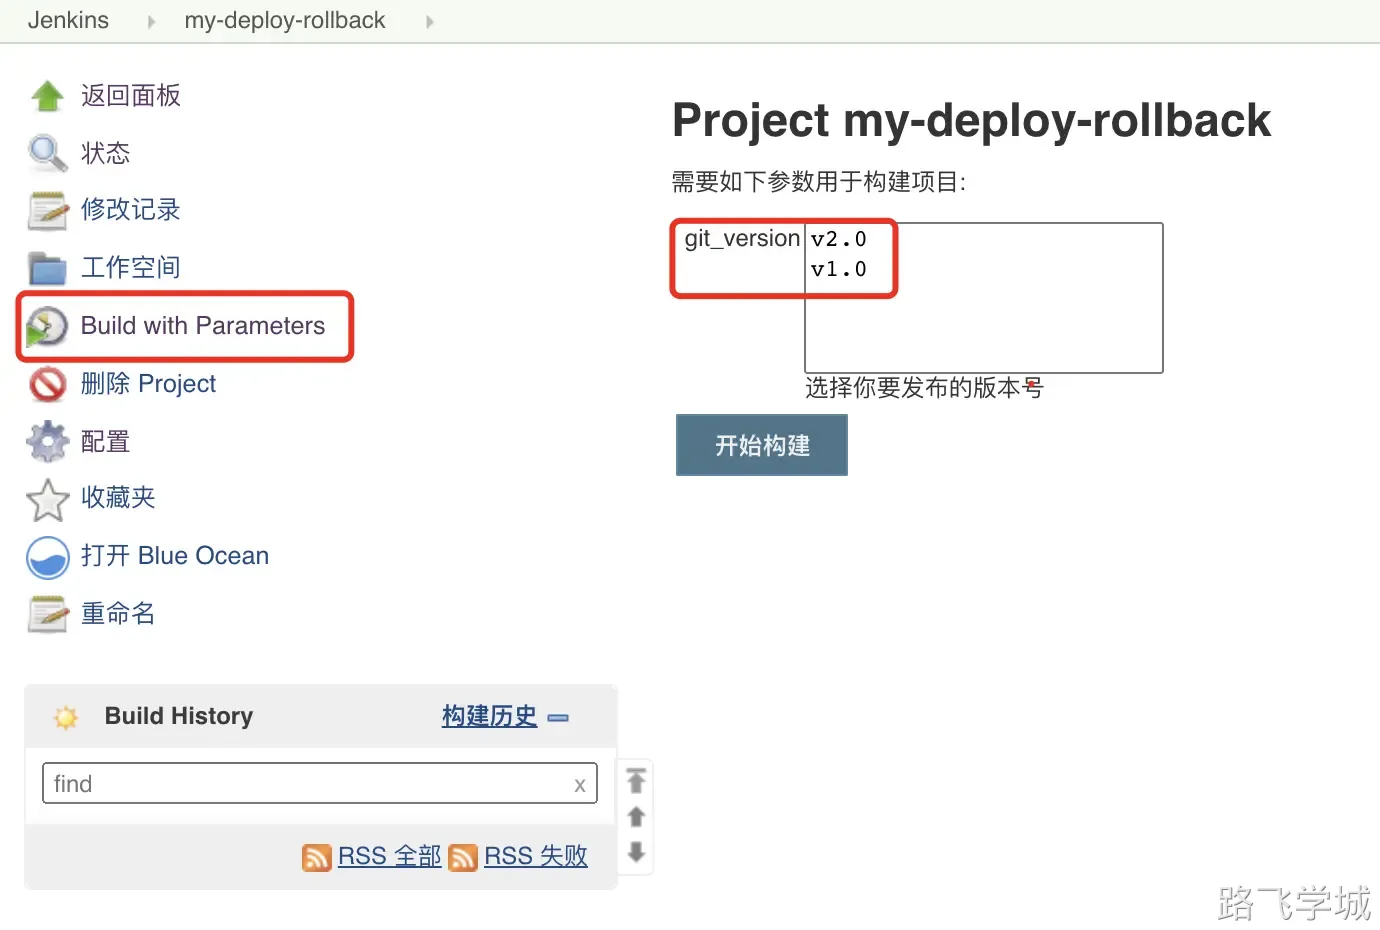 Jenkins
my-deploy-rollback
返回面板
状态
修改记录
工作空间
Build with Parameters
删除 Project
配置
收藏夹
打开 Blue Ocean
重命名
Build History
构建历史
find
x
RSS 全部
RSS 失败
Project my-deploy-rollback
需要如下参数用于构建项目:
git_version
v2.0
v1.0
选择你要发布的版本号
开始构建
路飞学城